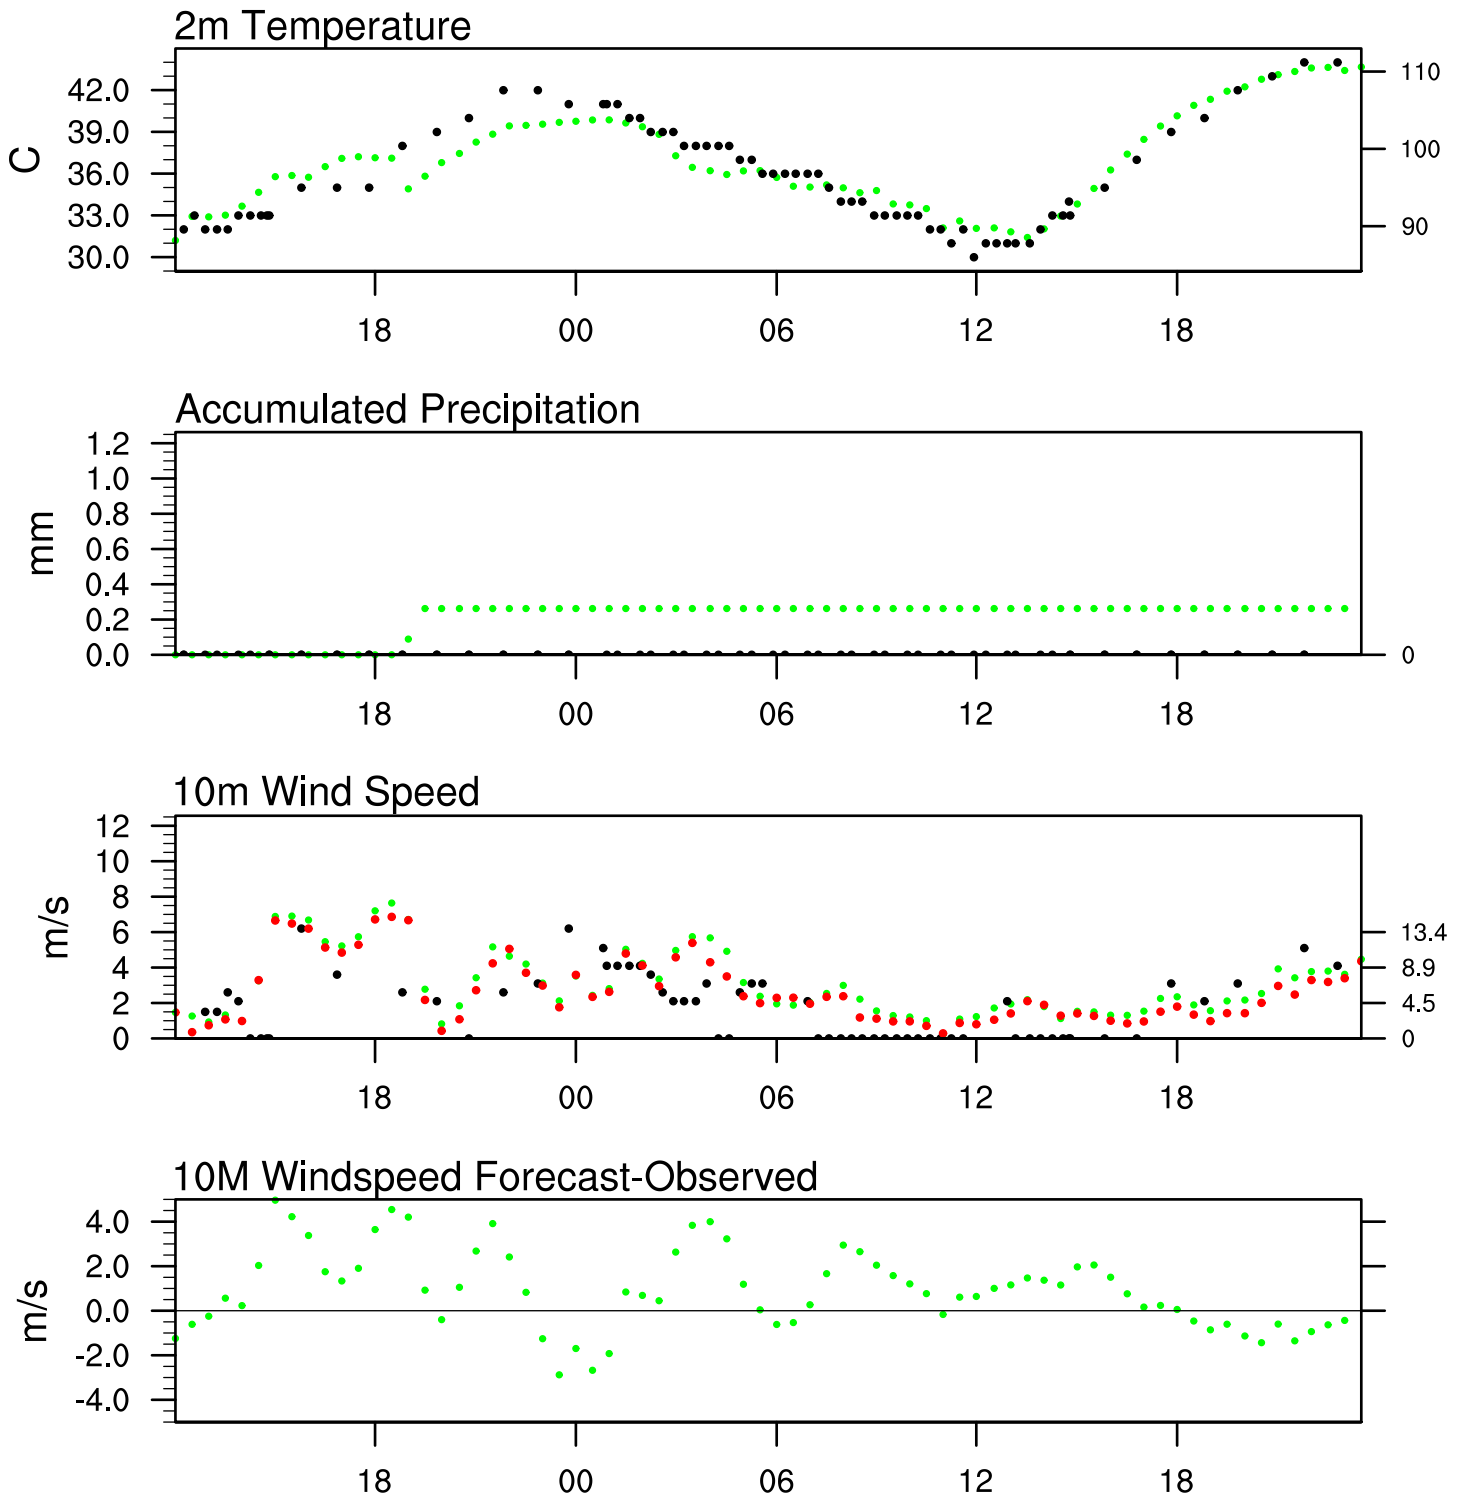 2m Temperature
42.0
39.0
36.0
33.0
30.0
C
110
100
90
18 00 06 12 18
Accumulated Precipitation
1.2
1.0
0.8
0.6
0.4
0.2
0.0
mm
0
18 00 06 12 18
10m Wind Speed
12
10
8
6
4
2
0
m/s
13.4
8.9
4.5
0
18 00 06 12 18
10M Windspeed Forecast-Observed
4.0
2.0
0.0
-2.0
-4.0
m/s
18 00 06 12 18